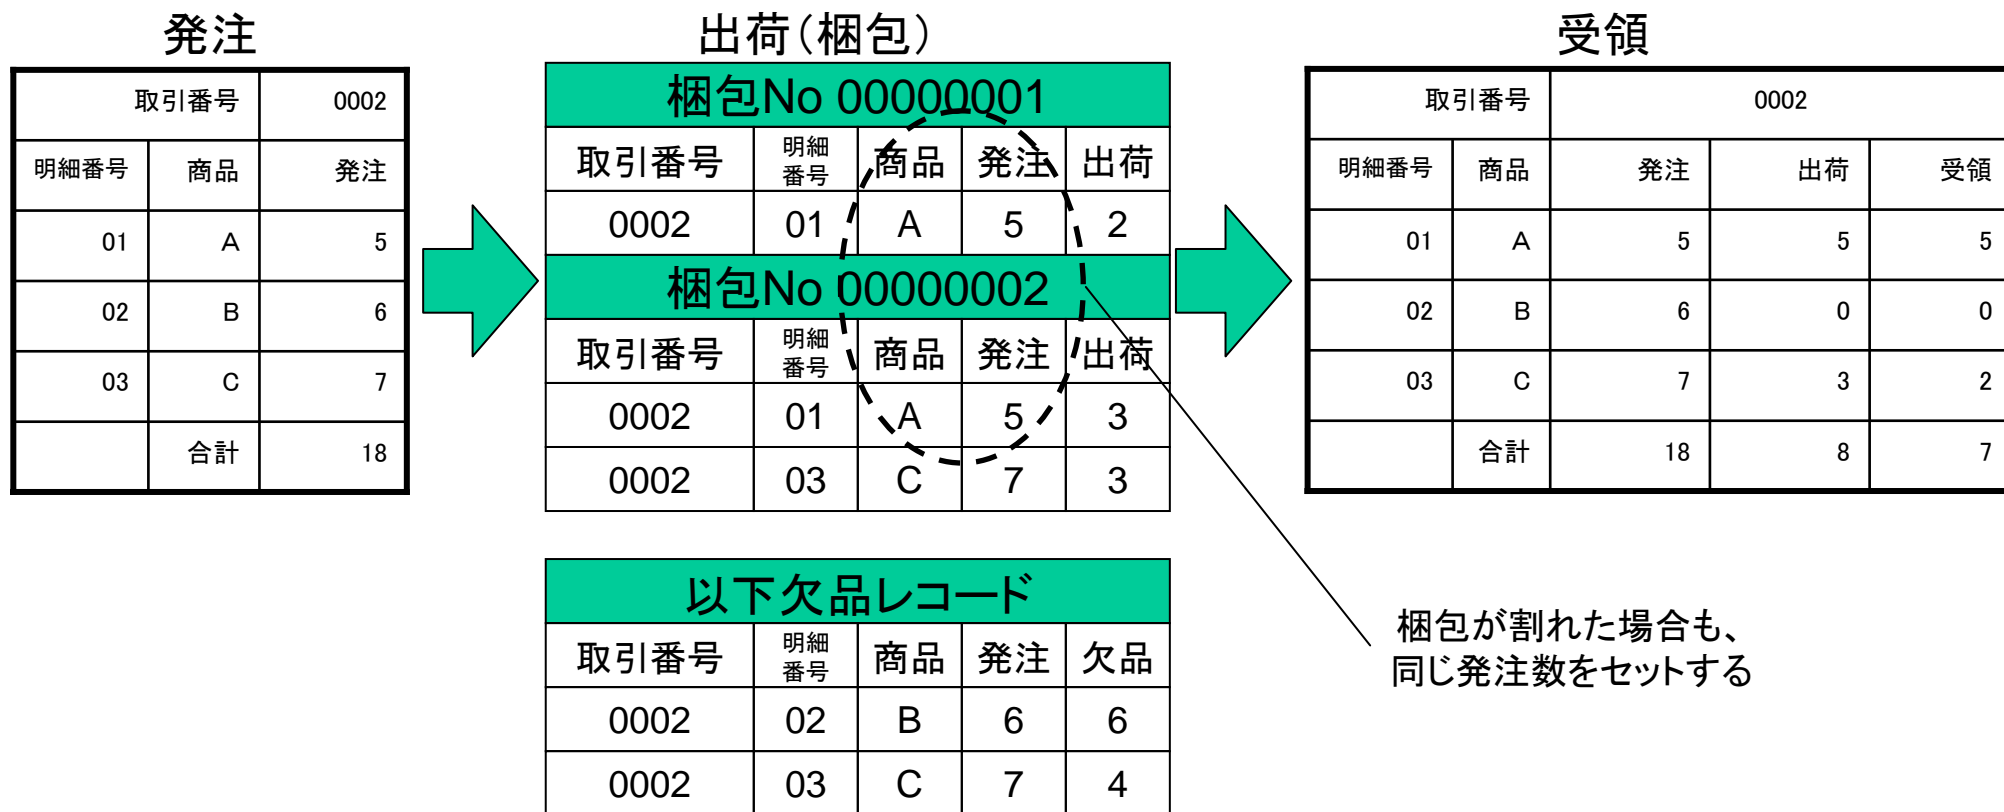 発注
取引番号 0002
明細番号 商品 発注
01 A 5
02 B 6
03 C 7
合計 18
出荷（梱包）
梱包No 00000001
取引番号 明細番号 商品 発注 出荷
0002 01 A 5 2
梱包No 00000002
取引番号 明細番号 商品 発注 出荷
0002 01 A 5 3
0002 03 C 7 3
以下欠品レコード
取引番号 明細番号 商品 発注 欠品
0002 02 B 6 6
0002 03 C 7 4
受領
取引番号 0002
明細番号 商品 発注 出荷 受領
01 A 5 5 5
02 B 6 0 0
03 C 7 3 2
合計 18 8 7
梱包が割れた場合も、
同じ発注数をセットする